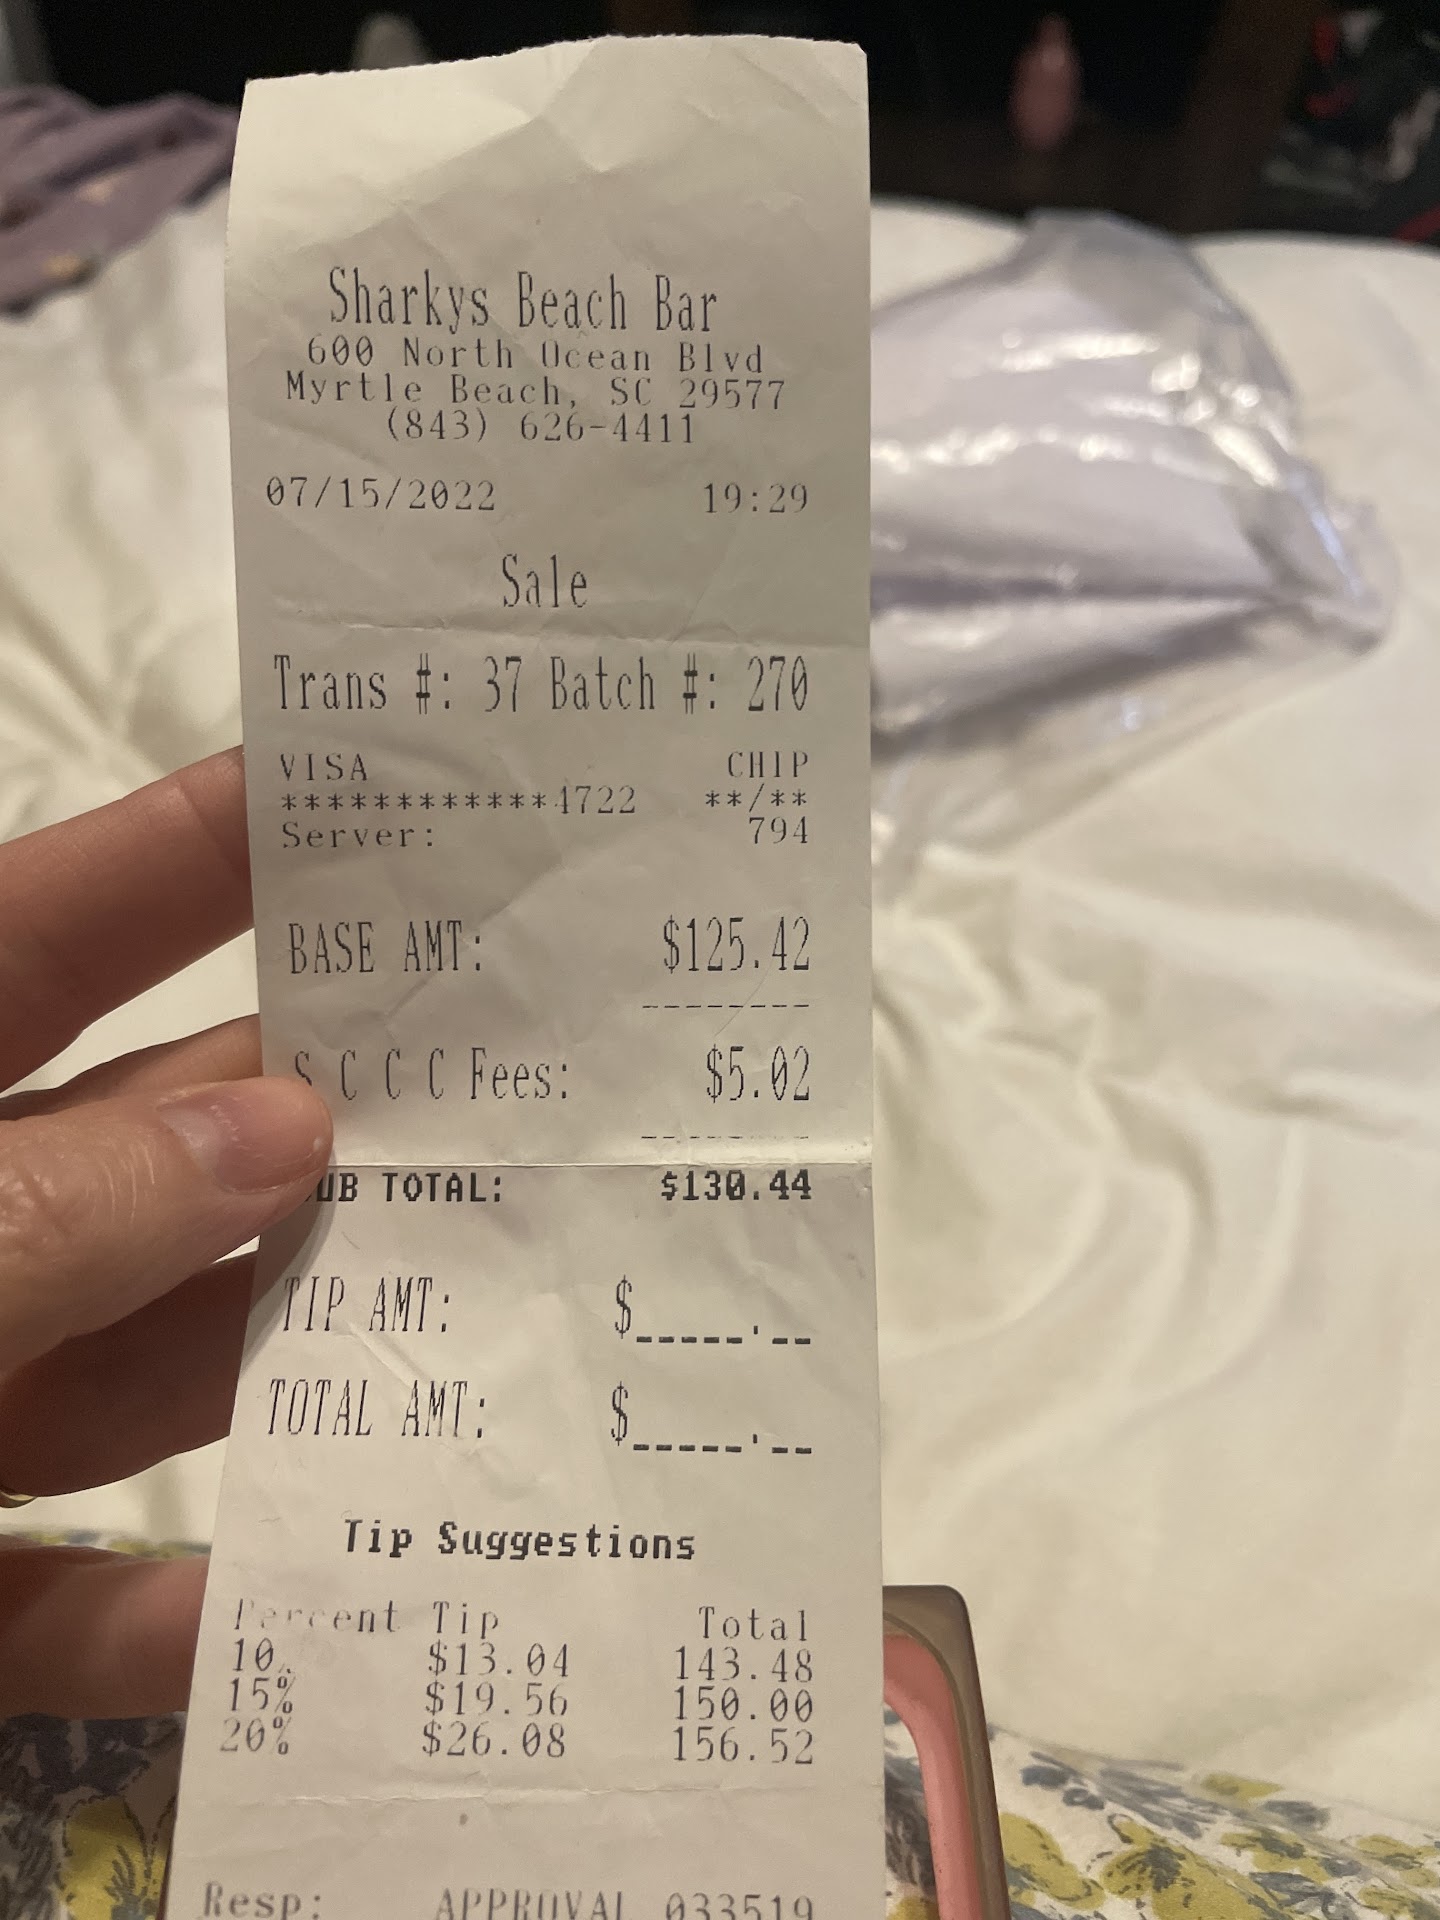 Sharkys Beach Bar
600 North Ocean Blvd
Myrtle Beach, SC 29577
(843) 626-4411
07/15/2022 19:29
Sale
Trans #: 37 Batch #: 270
VISA CHIP
************4722 **/**
Server: 794
BASE AMT: $125.42
--------
S C C C Fees: $5.02
--------
SUB TOTAL: $130.44
TIP AMT: $_____.__
TOTAL AMT: $_____.__
Tip Suggestions
Percent Tip Total
10% $13.04 143.48
15% $19.56 150.00
20% $26.08 156.52
Resp: APPROVAL 033519